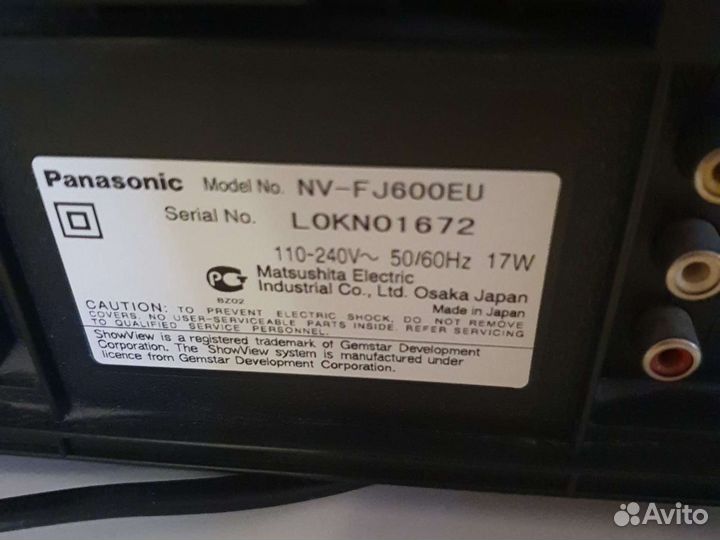 Panasonic Model No. NV-FJ600EU
Serial No. L0KN01672
110-240V~ 50/60Hz 17W
Matsushita Electric
Industrial Co., Ltd. Osaka Japan
BZ02
Made in Japan
CAUTION: TO PREVENT ELECTRIC SHOCK, DO NOT REMOVE
COVERS, NO USER-SERVICEABLE PARTS INSIDE. REFER SERVICING
TO QUALIFIED SERVICE PERSONNEL.
ShowView is a registered trademark of Gemstar Development
Corporation. The ShowView system is manufactured under
licence from Gemstar Development Corporation.
Avito